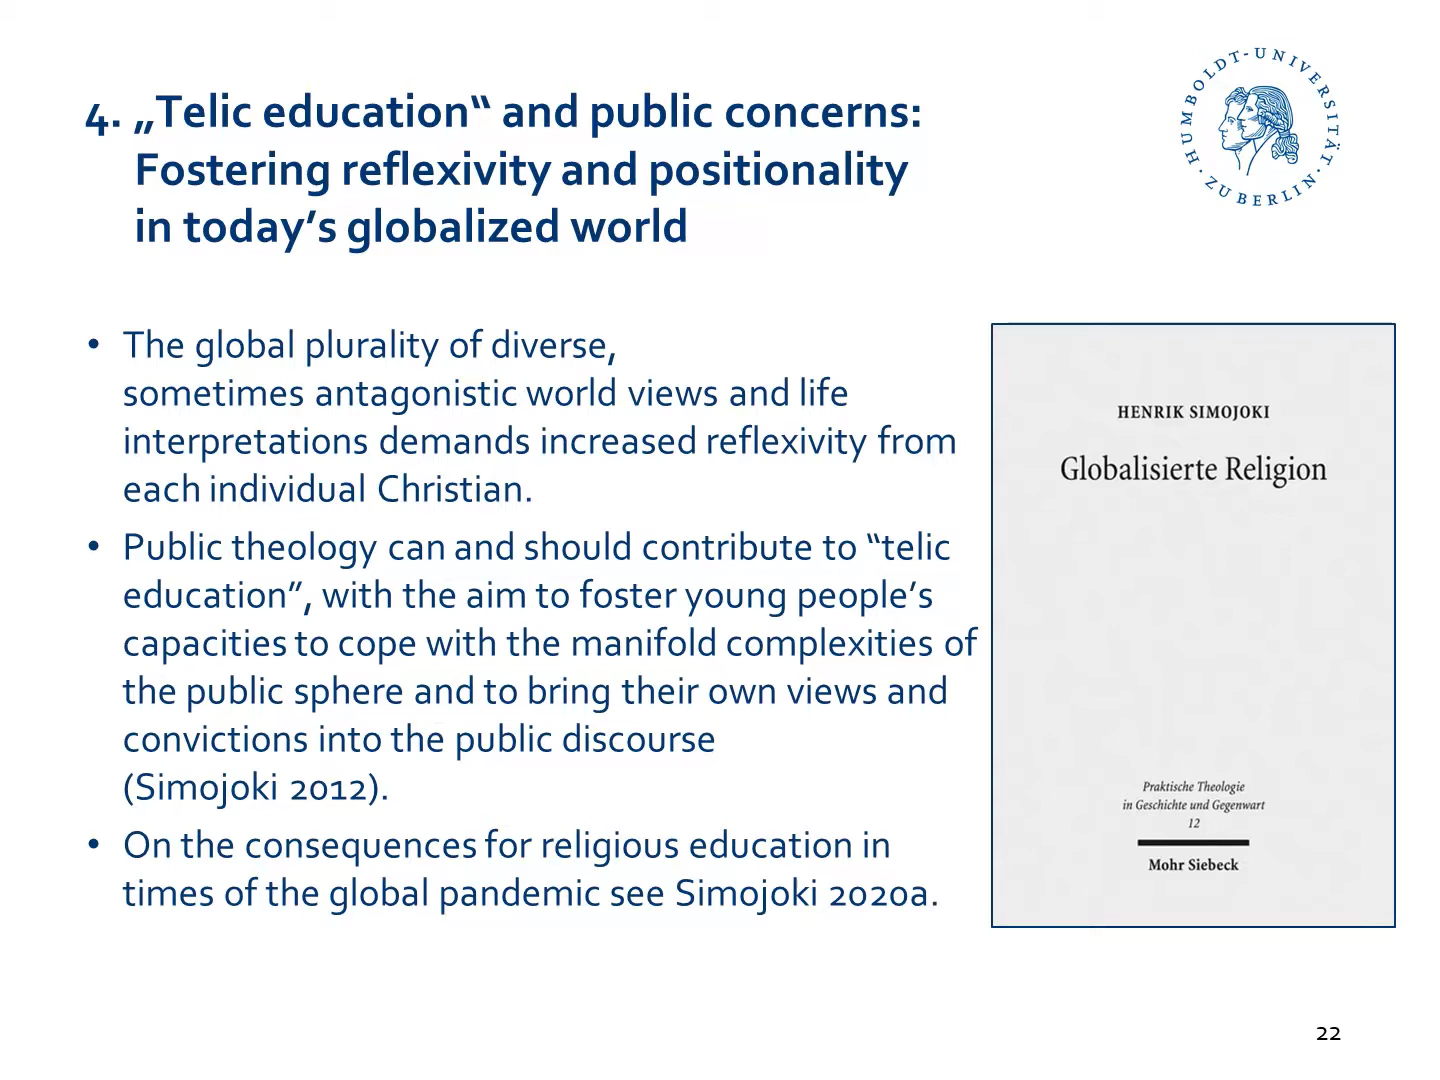 4. „Telic education“ and public concerns:
Fostering reflexivity and positionality
in today’s globalized world
HUMBOLDT-UNIVERSITÄT · ZU BERLIN ·
• The global plurality of diverse,
sometimes antagonistic world views and life
interpretations demands increased reflexivity from
each individual Christian.
• Public theology can and should contribute to “telic
education”, with the aim to foster young people’s
capacities to cope with the manifold complexities of
the public sphere and to bring their own views and
convictions into the public discourse
(Simojoki 2012).
• On the consequences for religious education in
times of the global pandemic see Simojoki 2020a.
HENRIK SIMOJOKI
Globalisierte Religion
Praktische Theologie
in Geschichte und Gegenwart
12
Mohr Siebeck
22